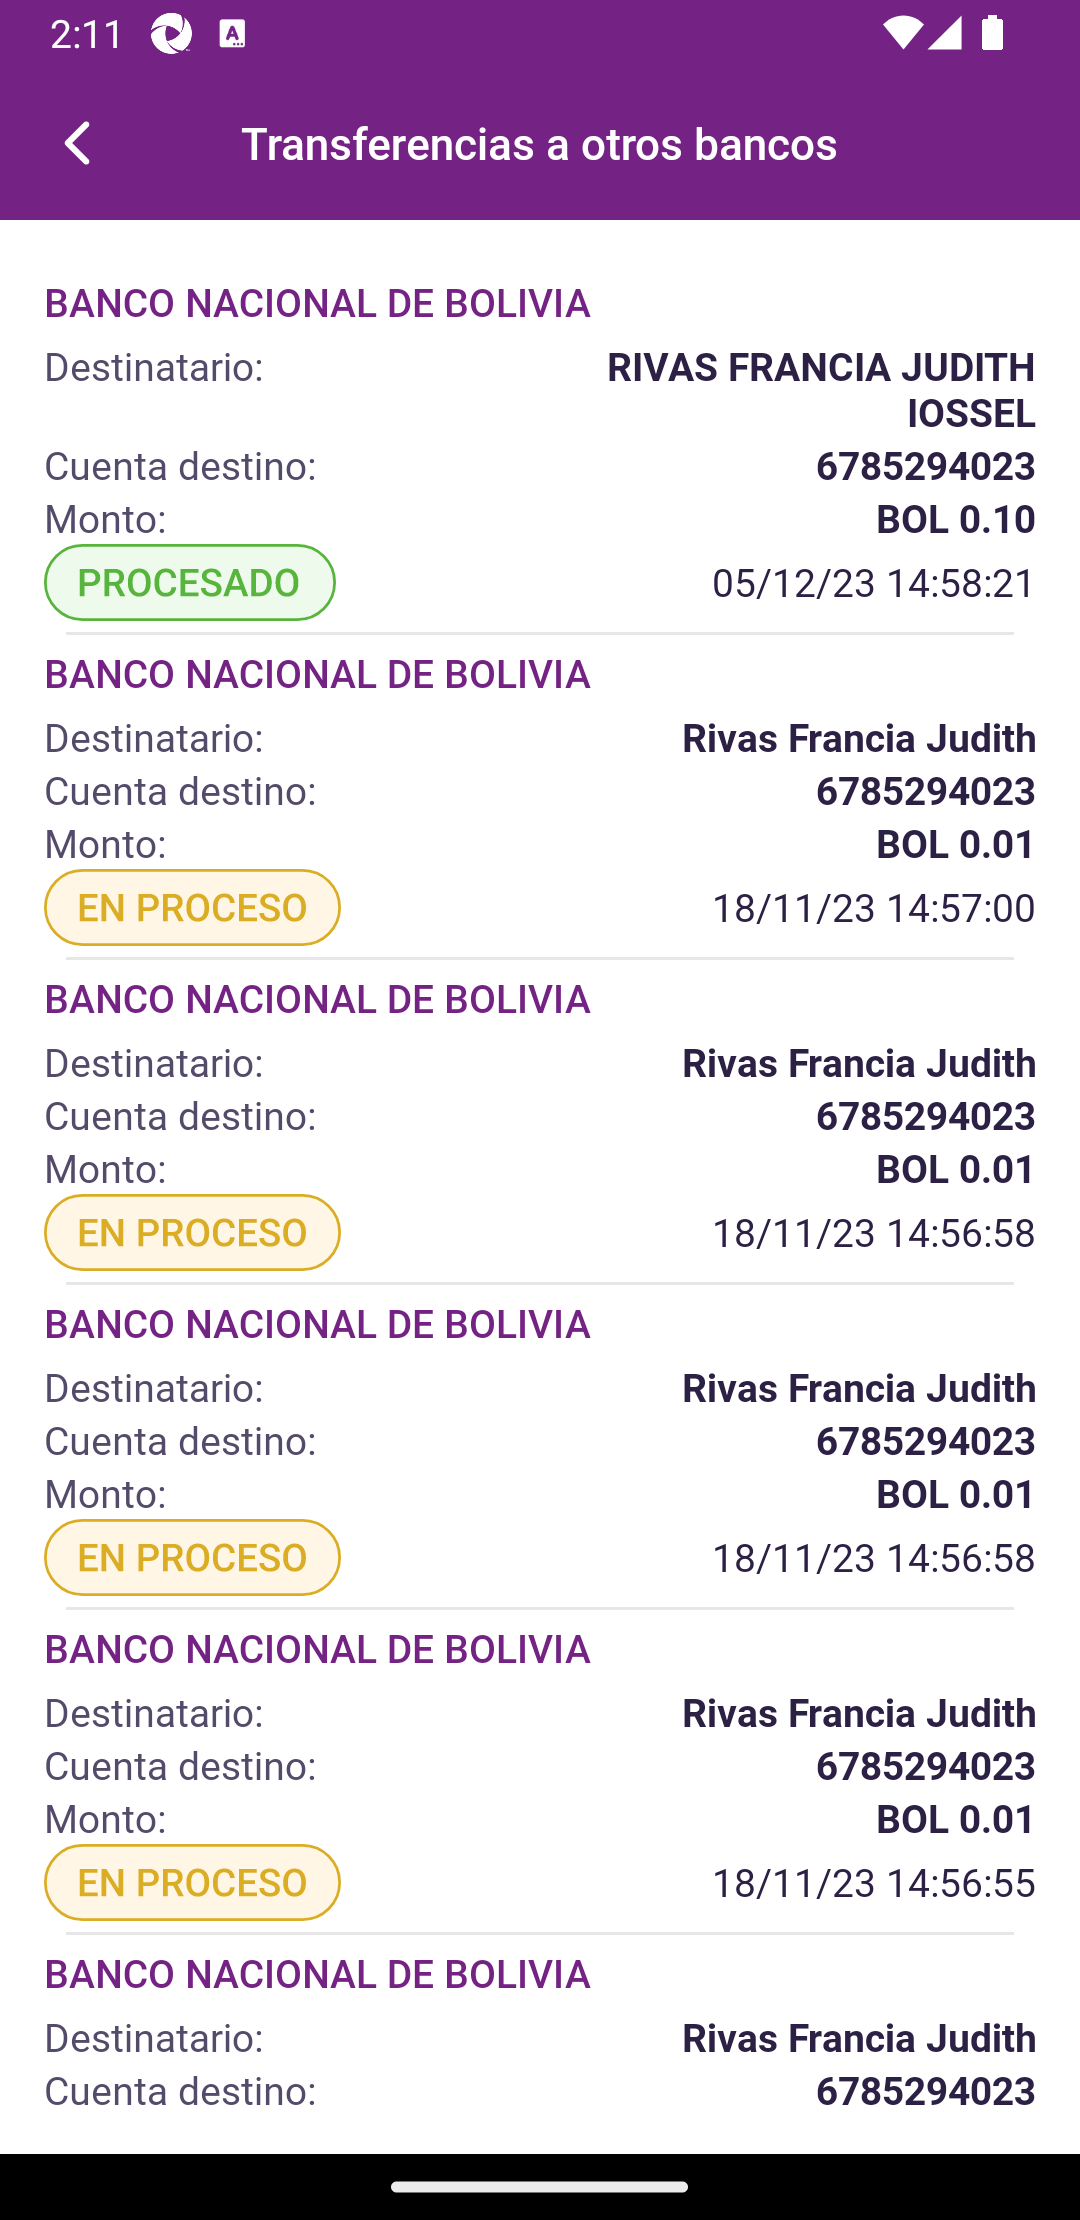 2:11
Transferencias a otros bancos
BANCO NACIONAL DE BOLIVIA
Destinatario: RIVAS FRANCIA JUDITH
IOSSEL
Cuenta destino: 6785294023
Monto: BOL 0.10
PROCESADO 05/12/23 14:58:21
BANCO NACIONAL DE BOLIVIA
Destinatario: Rivas Francia Judith
Cuenta destino: 6785294023
Monto: BOL 0.01
EN PROCESO 18/11/23 14:57:00
BANCO NACIONAL DE BOLIVIA
Destinatario: Rivas Francia Judith
Cuenta destino: 6785294023
Monto: BOL 0.01
EN PROCESO 18/11/23 14:56:58
BANCO NACIONAL DE BOLIVIA
Destinatario: Rivas Francia Judith
Cuenta destino: 6785294023
Monto: BOL 0.01
EN PROCESO 18/11/23 14:56:58
BANCO NACIONAL DE BOLIVIA
Destinatario: Rivas Francia Judith
Cuenta destino: 6785294023
Monto: BOL 0.01
EN PROCESO 18/11/23 14:56:55
BANCO NACIONAL DE BOLIVIA
Destinatario: Rivas Francia Judith
Cuenta destino: 6785294023